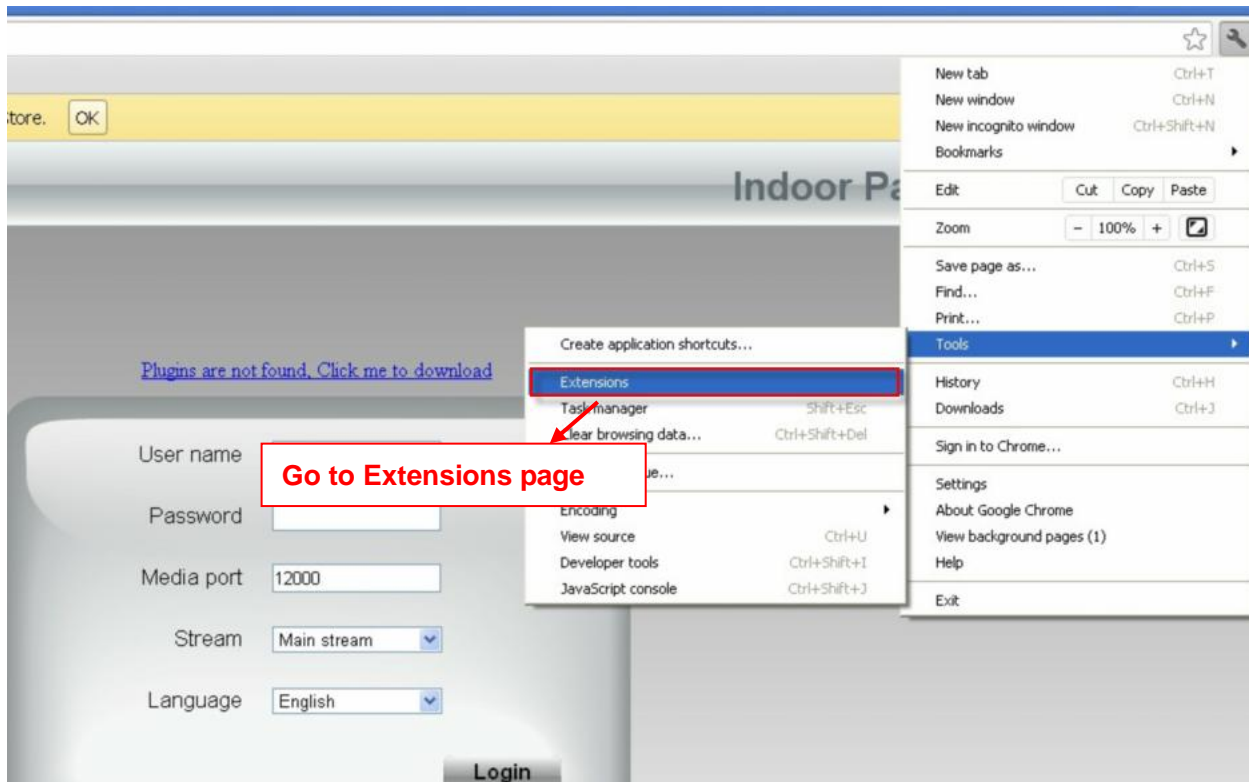 New tab Ctrl+T
New window Ctrl+N
tore. OK
New incognito window Ctrl+Shift+N
Bookmarks
Indoor Pa
Edit Cut Copy Paste
Zoom - 100% +
Save page as... Ctrl+S
Find... Ctrl+F
Print... Ctrl+P
Tools
Create application shortcuts...
Extensions
Task manager Shift+Esc
Clear browsing data... Ctrl+Shift+Del
ue...
Encoding
View source Ctrl+U
Developer tools Ctrl+Shift+I
JavaScript console Ctrl+Shift+J
History Ctrl+H
Downloads Ctrl+J
Sign in to Chrome...
Settings
About Google Chrome
View background pages (1)
Help
Exit
Plugins are not found, Click me to download
User name
Go to Extensions page
Password
Media port 12000
Stream Main stream
Language English
Login